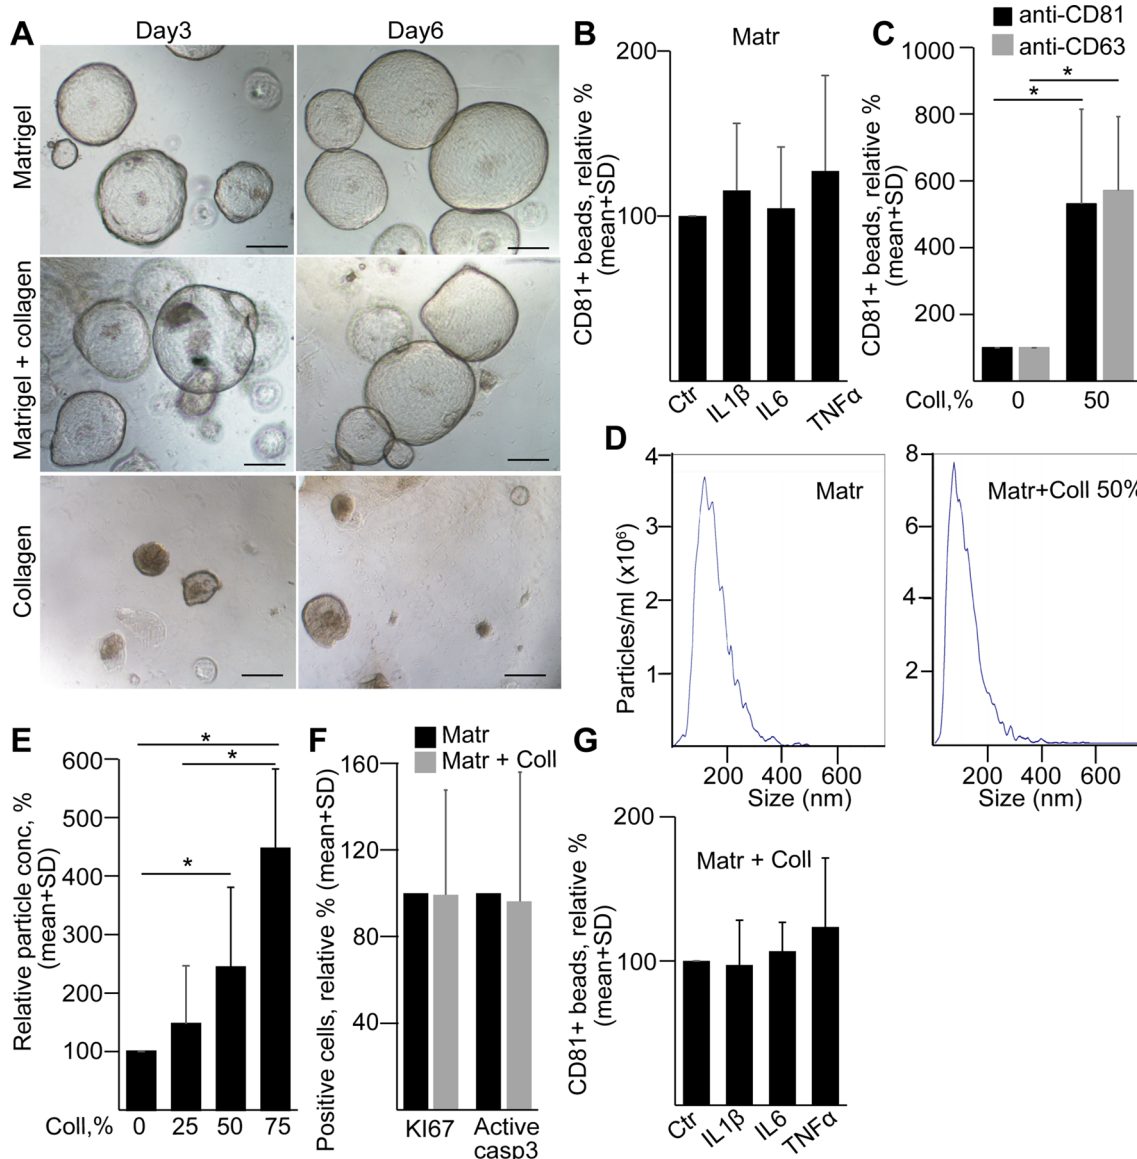 A
Day3
Day6
Matrigel
Matrigel + collagen
Collagen
B
Matr
CD81+ beads, relative %
(mean+SD)
200
100
Ctr
IL1β
IL6
TNFα
C
anti-CD81
anti-CD63
CD81+ beads, relative %
(mean+SD)
1000
800
600
400
200
*
*
Coll,%
0
50
D
Particles/ml (x10⁶)
4
3
2
1
Matr
200 400 600
Size (nm)
8
6
4
2
Matr+Coll 50%
200 400 600
Size (nm)
E
Relative particle conc, %
(mean+SD)
600
500
400
300
200
100
*
*
*
Coll,% 0 25 50 75
F
Matr
Matr + Coll
Positive cells, relative % (mean+SD)
160
120
80
40
KI67
Active
casp3
G
Matr + Coll
CD81+ beads, relative %
(mean+SD)
200
100
Ctr
IL1β
IL6
TNFα